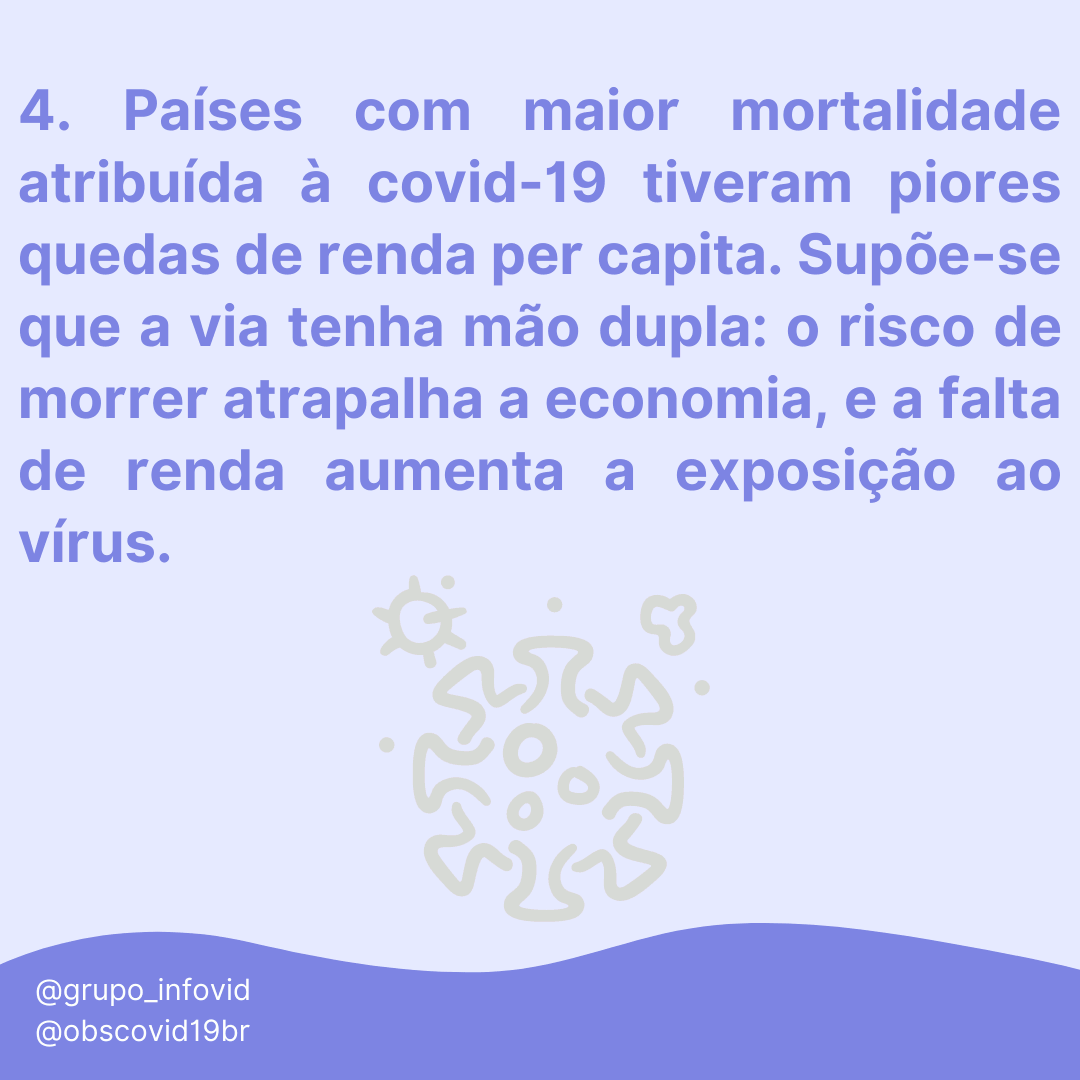 4. Países com maior mortalidade
atribuída à covid-19 tiveram piores
quedas de renda per capita. Supõe-se
que a via tenha mão dupla: o risco de
morrer atrapalha a economia, e a falta
de renda aumenta a exposição ao
vírus.
@grupo_infovid
@obscovid19br